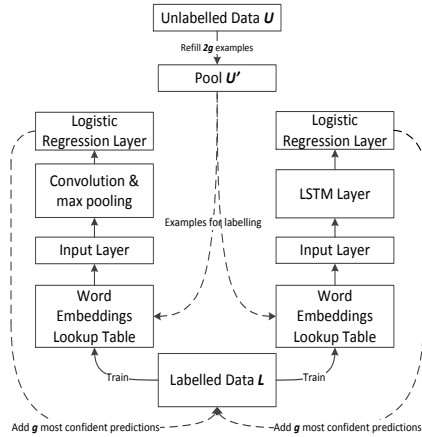 Unlabelled Data U
Refill 2g examples
Pool U'
Logistic
Regression Layer
Logistic
Regression Layer
Convolution &
max pooling
LSTM Layer
Examples for labelling
Input Layer
Input Layer
Word
Embeddings
Lookup Table
Word
Embeddings
Lookup Table
Train
Labelled Data L
Train
Add g most confident predictions
Add g most confident predictions